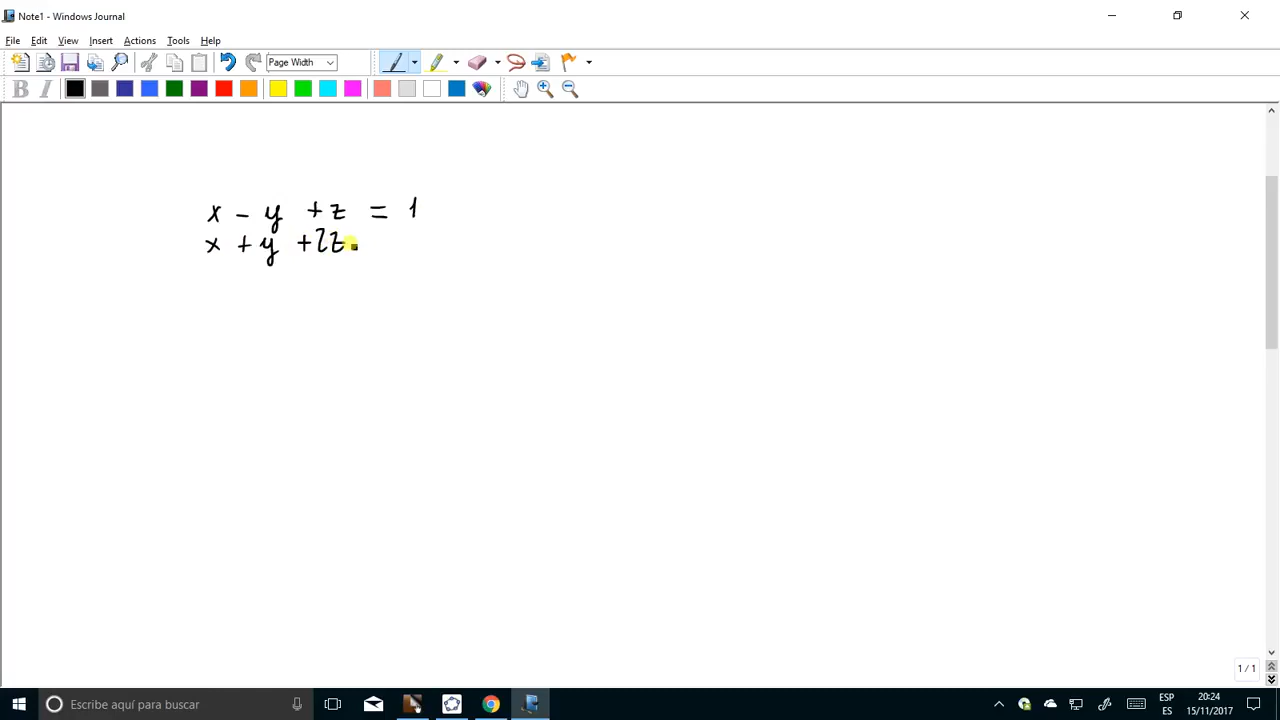 Note1 - Windows Journal
File Edit View Insert Actions Tools Help
Page Width
B I
x - y + z = 1
x + y + 2z
1 / 1
Escribe aquí para buscar
ESP
ES
20:24
15/11/2017